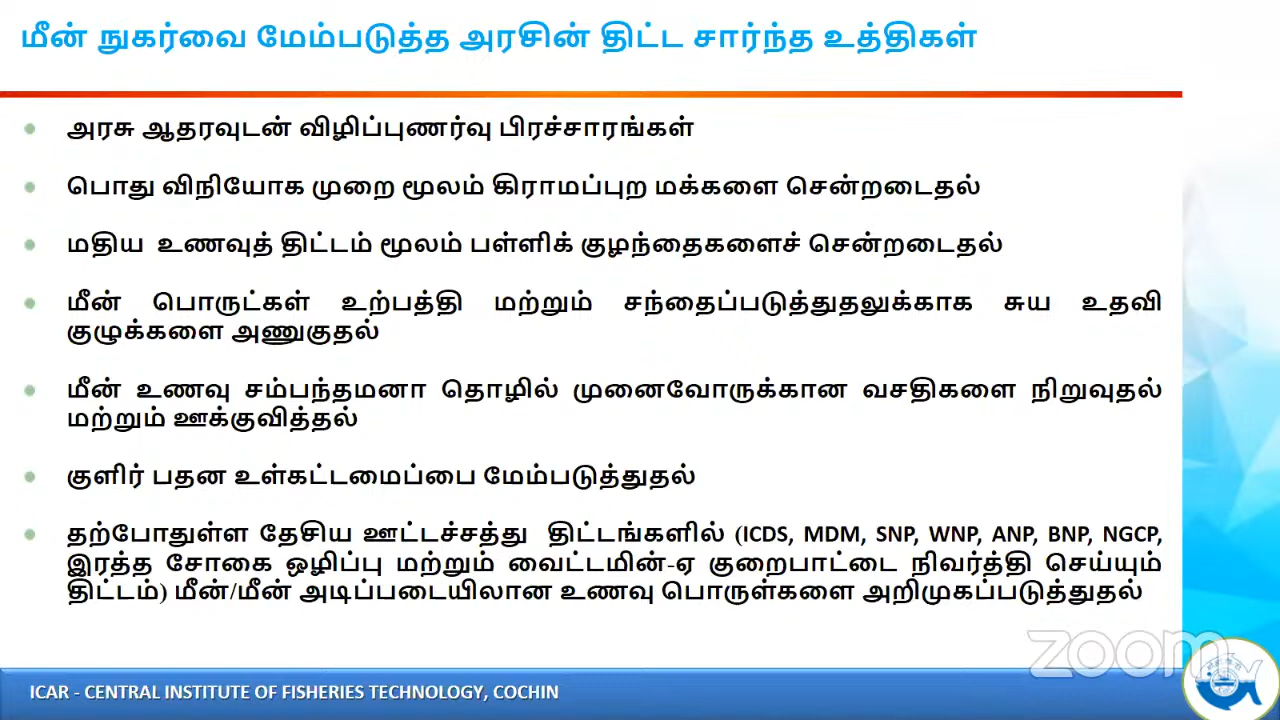 மீன் நுகர்வை மேம்படுத்த அரசின் திட்ட சார்ந்த உத்திகள்
அரசு ஆதரவுடன் விழிப்புணர்வு பிரச்சாரங்கள்
பொது விநியோக முறை மூலம் கிராமப்புற மக்களை சென்றடைதல்
மதிய உணவுத் திட்டம் மூலம் பள்ளிக் குழந்தைகளைச் சென்றடைதல்
மீன் பொருட்கள் உற்பத்தி மற்றும் சந்தைப்படுத்துதலுக்காக சுய உதவி
குழுக்களை அணுகுதல்
மீன் உணவு சம்பந்தமனா தொழில் முனைவோருக்கான வசதிகளை நிறுவுதல்
மற்றும் ஊக்குவித்தல்
குளிர் பதன உள்கட்டமைப்பை மேம்படுத்துதல்
தற்போதுள்ள தேசிய ஊட்டச்சத்து திட்டங்களில் (ICDS, MDM, SNP, WNP, ANP, BNP, NGCP,
இரத்த சோகை ஒழிப்பு மற்றும் வைட்டமின்-ஏ குறைபாட்டை நிவர்த்தி செய்யும்
திட்டம்) மீன்/மீன் அடிப்படையிலான உணவு பொருள்களை அறிமுகப்படுத்துதல்
zoom
ICAR - CENTRAL INSTITUTE OF FISHERIES TECHNOLOGY, COCHIN